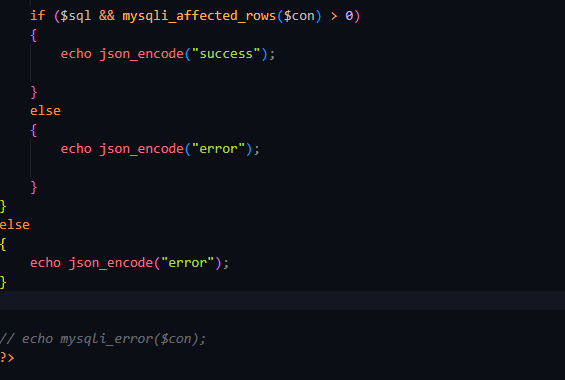 if ($sql && mysqli_affected_rows($con) > 0)
{
echo json_encode("success");
}
else
{
echo json_encode("error");
}
}
else
{
echo json_encode("error");
}
// echo mysqli_error($con);
?>